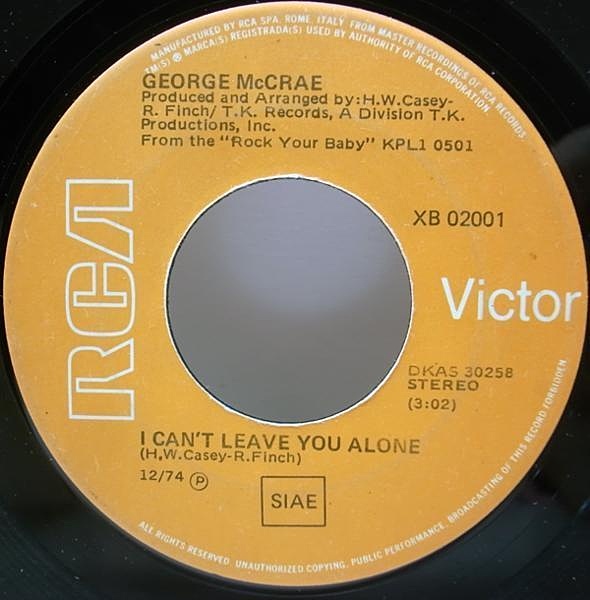 MANUFACTURED BY RCA SPA. ROME. ITALY FROM MASTER RECORDINGS OF RCA RECORDS
TM(S) ® MARCA(S) REGISTRADA(S) USED BY AUTHORITY OF RCA CORPORATION
GEORGE McCRAE
Produced and Arranged by:H.W.Casey-
R. Finch/ T.K. Records, A Division T.K.
Productions, Inc.
From the "Rock Your Baby" KPL1 0501
XB 02001
RCA
Victor
DKAS 30258
STEREO
(3:02)
I CAN'T LEAVE YOU ALONE
(H.W.Casey-R.Finch)
12/74 Ⓟ
SIAE
ALL RIGHTS RESERVED. UNAUTHORIZED COPYING, PUBLIC PERFORMANCE, BROADCASTING OF THIS RECORD FORBIDDEN.